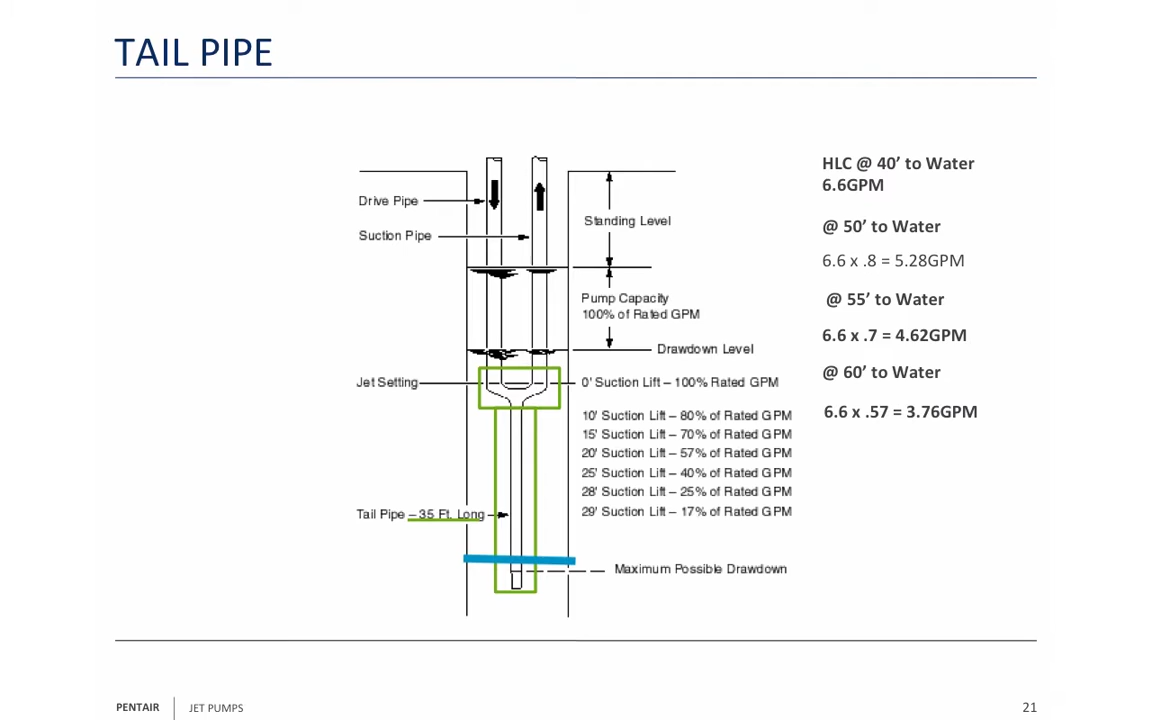 TAIL PIPE
Drive Pipe
Suction Pipe
Standing Level
Pump Capacity
100% of Rated GPM
Drawdown Level
Jet Setting
0' Suction Lift – 100% Rated GPM
10' Suction Lift – 80% of Rated GPM
15' Suction Lift – 70% of Rated GPM
20' Suction Lift – 57% of Rated GPM
25' Suction Lift – 40% of Rated GPM
28' Suction Lift – 25% of Rated GPM
29' Suction Lift – 17% of Rated GPM
Tail Pipe – 35 Ft. Long
Maximum Possible Drawdown
HLC @ 40’ to Water
6.6GPM
@ 50’ to Water
6.6 x .8 = 5.28GPM
@ 55’ to Water
6.6 x .7 = 4.62GPM
@ 60’ to Water
6.6 x .57 = 3.76GPM
PENTAIR
JET PUMPS
21